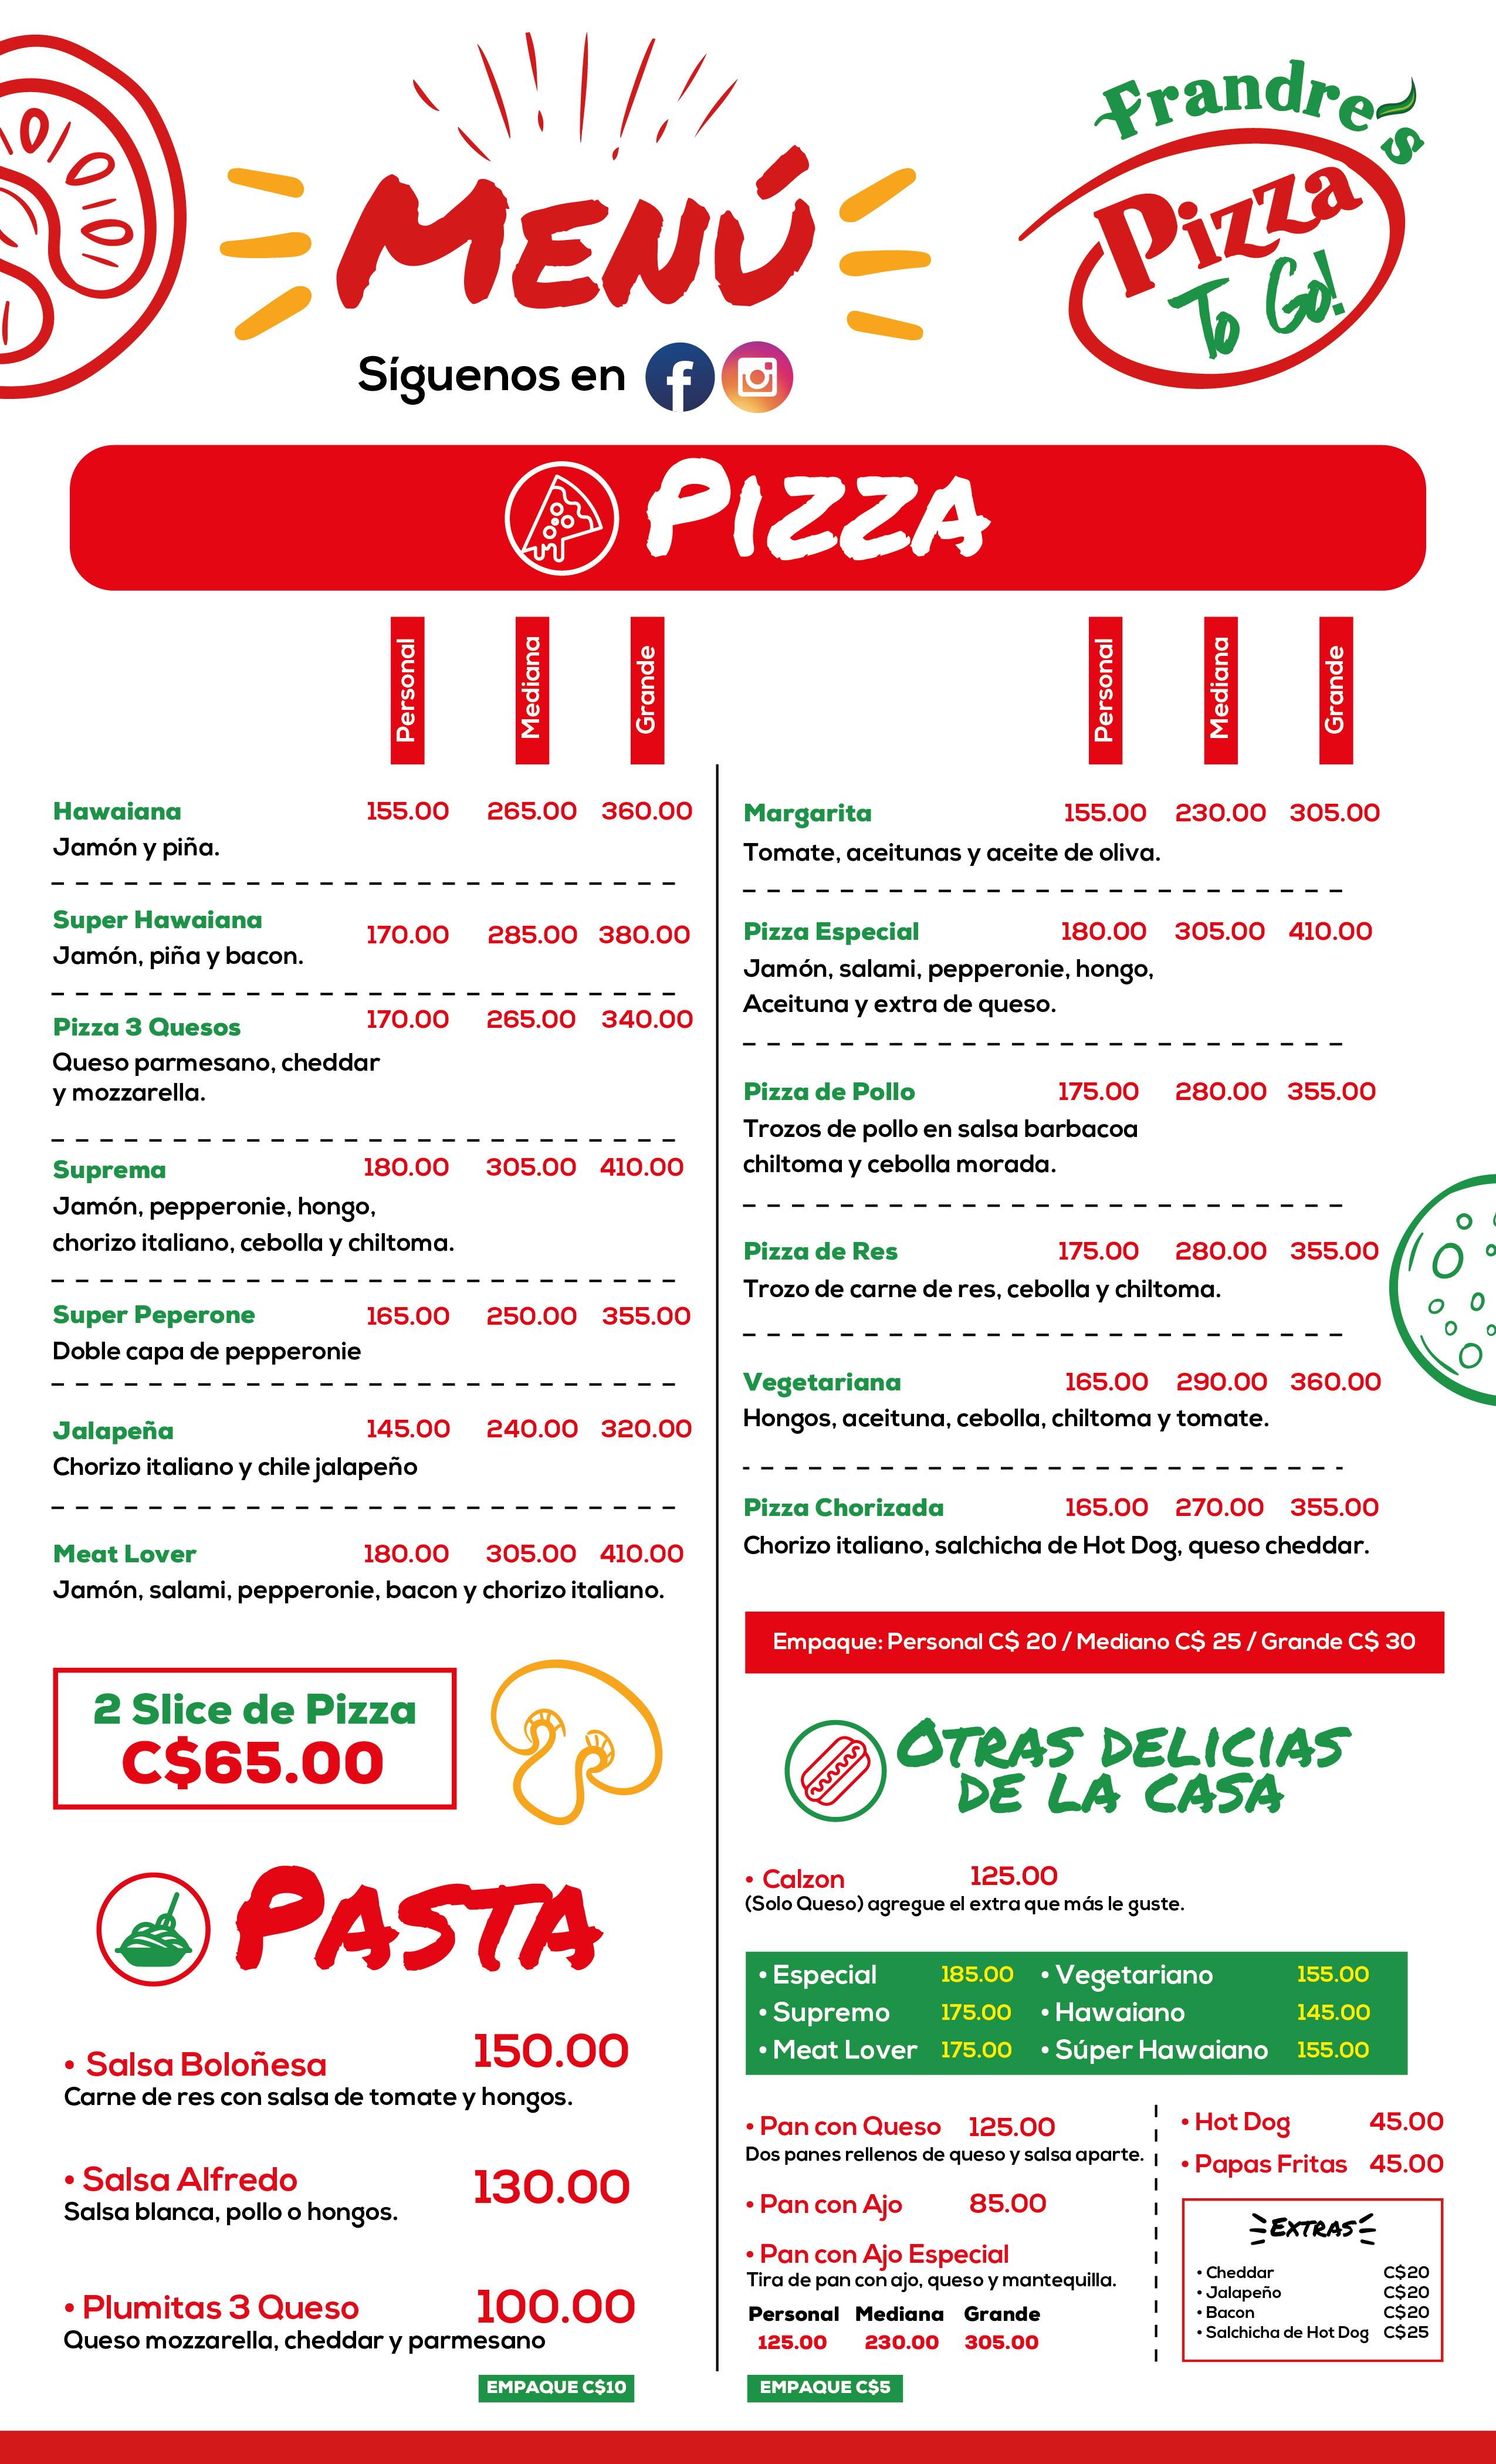 MENÚ
Síguenos en
Frandre's
Pizza
To Go!
PIZZA
Personal Mediana Grande
Hawaiana 155.00 265.00 360.00
Jamón y piña.
Super Hawaiana 170.00 285.00 380.00
Jamón, piña y bacon.
Pizza 3 Quesos 170.00 265.00 340.00
Queso parmesano, cheddar
y mozzarella.
Suprema 180.00 305.00 410.00
Jamón, pepperonie, hongo,
chorizo italiano, cebolla y chiltoma.
Super Peperone 165.00 250.00 355.00
Doble capa de pepperonie
Jalapeña 145.00 240.00 320.00
Chorizo italiano y chile jalapeño
Meat Lover 180.00 305.00 410.00
Jamón, salami, pepperonie, bacon y chorizo italiano.
2 Slice de Pizza
C$65.00
PASTA
• Salsa Boloñesa 150.00
Carne de res con salsa de tomate y hongos.
• Salsa Alfredo 130.00
Salsa blanca, pollo o hongos.
• Plumitas 3 Queso 100.00
Queso mozzarella, cheddar y parmesano
EMPAQUE C$10
Personal Mediana Grande
Margarita 155.00 230.00 305.00
Tomate, aceitunas y aceite de oliva.
Pizza Especial 180.00 305.00 410.00
Jamón, salami, pepperonie, hongo,
Aceituna y extra de queso.
Pizza de Pollo 175.00 280.00 355.00
Trozos de pollo en salsa barbacoa
chiltoma y cebolla morada.
Pizza de Res 175.00 280.00 355.00
Trozo de carne de res, cebolla y chiltoma.
Vegetariana 165.00 290.00 360.00
Hongos, aceituna, cebolla, chiltoma y tomate.
Pizza Chorizada 165.00 270.00 355.00
Chorizo italiano, salchicha de Hot Dog, queso cheddar.
Empaque: Personal C$ 20 / Mediano C$ 25 / Grande C$ 30
OTRAS DELICIAS
DE LA CASA
• Calzon 125.00
(Solo Queso) agregue el extra que más le guste.
• Especial 185.00 • Vegetariano 155.00
• Supremo 175.00 • Hawaiano 145.00
• Meat Lover 175.00 • Súper Hawaiano 155.00
• Pan con Queso 125.00
Dos panes rellenos de queso y salsa aparte.
• Pan con Ajo 85.00
• Pan con Ajo Especial
Tira de pan con ajo, queso y mantequilla.
Personal Mediana Grande
125.00 230.00 305.00
EMPAQUE C$5
• Hot Dog 45.00
• Papas Fritas 45.00
EXTRAS
• Cheddar C$20
• Jalapeño C$20
• Bacon C$20
• Salchicha de Hot Dog C$25